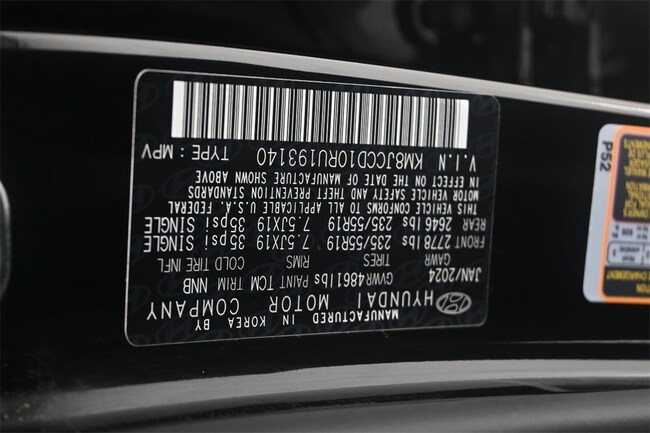 MANUFACTURED IN KOREA BY
HYUNDAI MOTOR COMPANY
JAN/2024 GVWR4861lbs PAINT TCM TRIM NNB
GAWR TIRES RIMS COLD TIRE INFL
FRONT 2778 lbs 235/55R19 7.5JX19 35psi SINGLE
REAR 2646 lbs 235/55R19 7.5JX19 35psi SINGLE
THIS VEHICLE CONFORMS TO ALL APPLICABLE U.S.A. FEDERAL
MOTOR VEHICLE SAFETY AND THEFT PREVENTION STANDARDS
IN EFFECT ON THE DATE OF MANUFACTURE SHOWN ABOVE
V.I.N KM8JCCD10RU193140 TYPE : MPV
P52